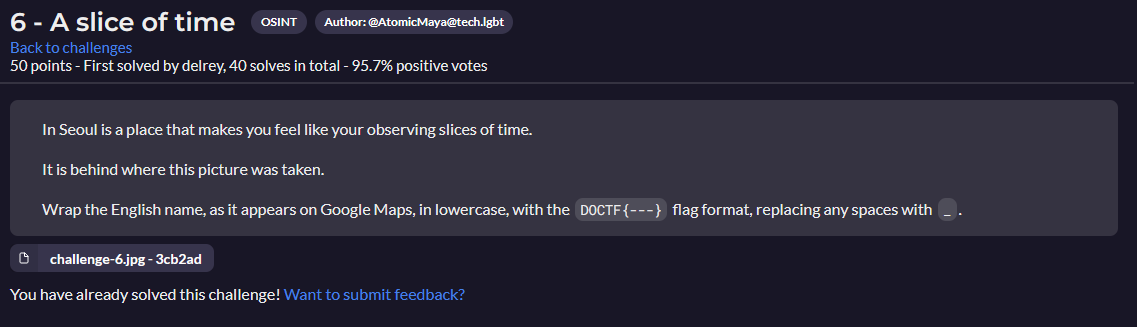 6 - A slice of time OSINT Author: @AtomicMaya@tech.lgbt
Back to challenges
50 points - First solved by delrey, 40 solves in total - 95.7% positive votes
In Seoul is a place that makes you feel like your observing slices of time.
It is behind where this picture was taken.
Wrap the English name, as it appears on Google Maps, in lowercase, with the DOCTF{---} flag format, replacing any spaces with _.
challenge-6.jpg - 3cb2ad
You have already solved this challenge! Want to submit feedback?